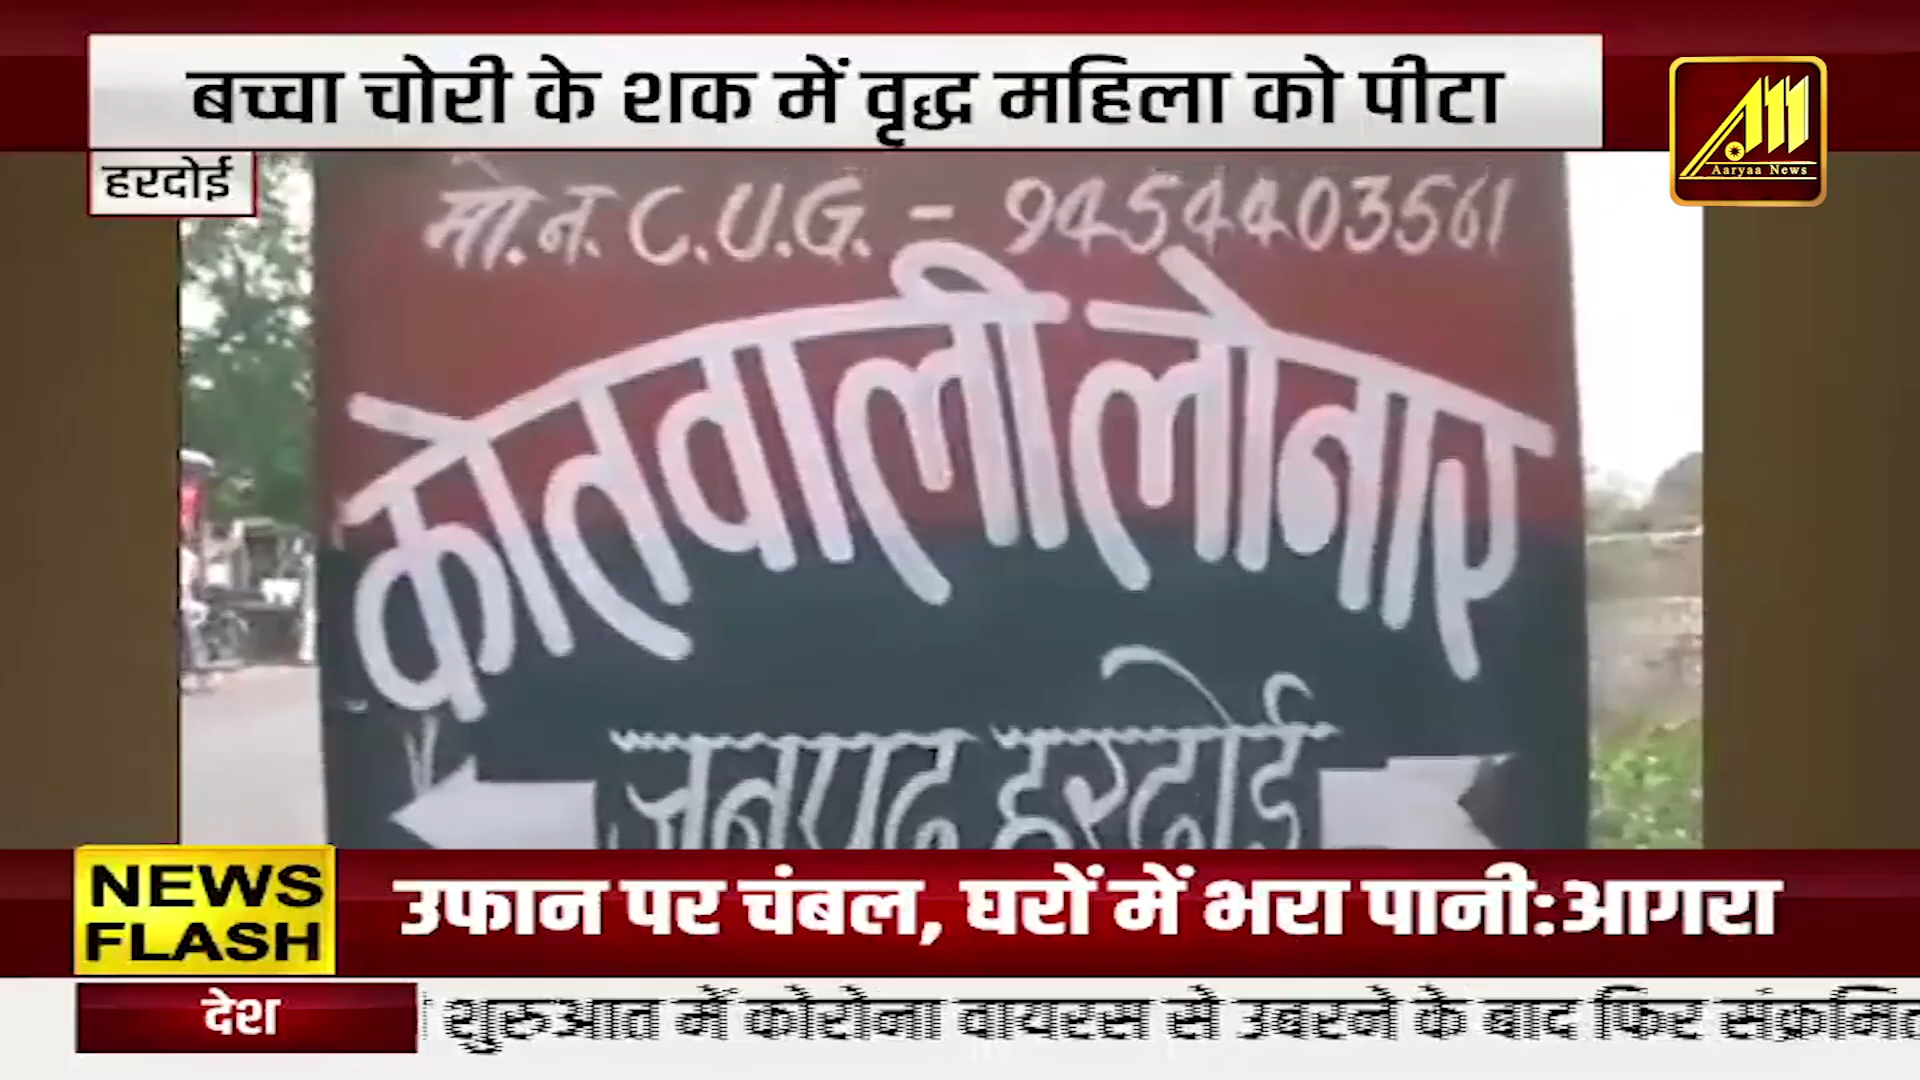 बच्चा चोरी के शक में वृद्ध महिला को पीटा
Aaryaa News
हरदोई
मो.न. C.U.G. - 9454403561
कोतवाली लोनार
जनपद हरदोई
NEWS
FLASH
उफान पर चंबल, घरों में भरा पानी:आगरा
देश
शुरुआत में कोरोना वायरस से उबरने के बाद फिर संक्रमित